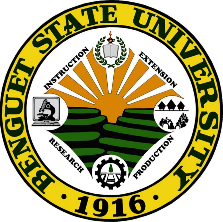 BENGUET STATE UNIVERSITY
INSTRUCTION
EXTENSION
RESEARCH
PRODUCTION
· 1916 ·